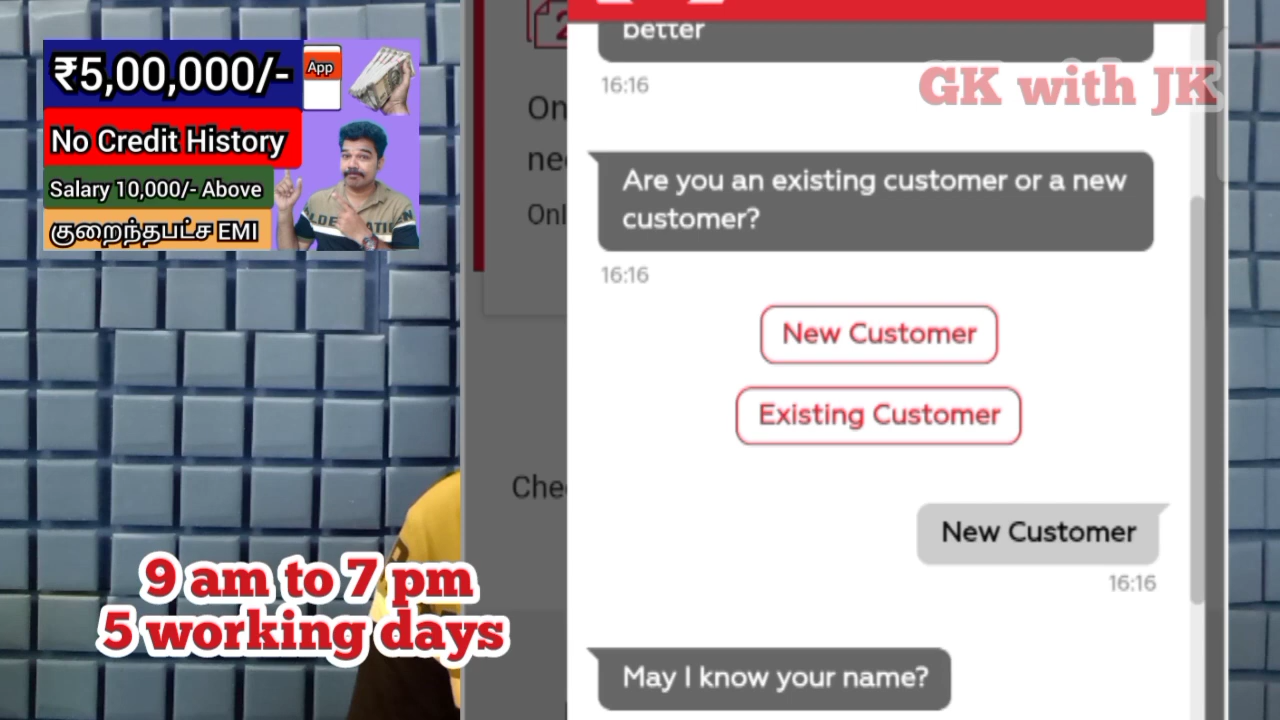 ₹5,00,000/-
App
No Credit History
Salary 10,000/- Above
குறைந்தபட்ச EMI
9 am to 7 pm
5 working days
GK with JK
better
16:16
Are you an existing customer or a new
customer?
16:16
New Customer
Existing Customer
New Customer
16:16
May I know your name?